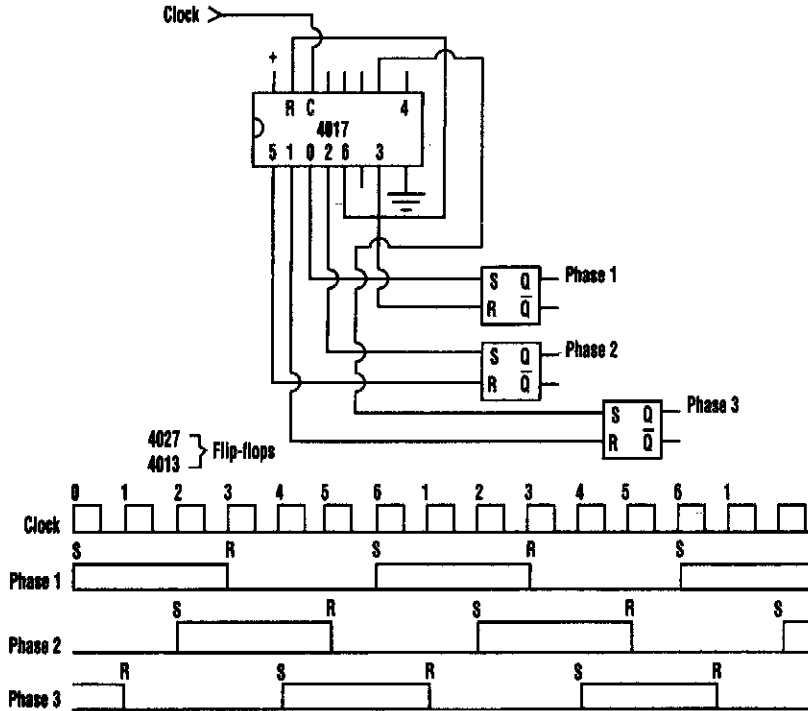 Clock
+
R C 4
4017
5 1 0 2 6 3
S Q Phase 1
R Q̅
S Q Phase 2
R Q̅
S Q Phase 3
R Q̅
4027
4013 } Flip-flops
0 1 2 3 4 5 6 1 2 3 4 5 6 1
Clock
S R S R S
Phase 1
S R S R S
Phase 2
R S R S R
Phase 3